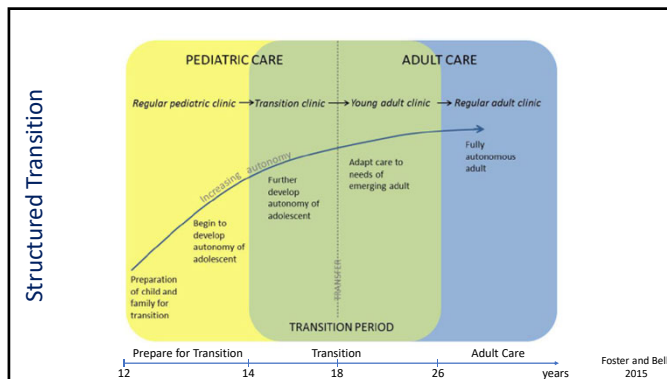 Structured Transition
PEDIATRIC CARE
ADULT CARE
Regular pediatric clinic → Transition clinic → Young adult clinic → Regular adult clinic
Increasing autonomy
Fully
autonomous
adult
Adapt care to
needs of
emerging adult
Further
develop
autonomy of
adolescent
Begin to
develop
autonomy of
adolescent
Preparation
of child and
family for
transition
TRANSFER
TRANSITION PERIOD
Prepare for Transition
Transition
Adult Care
12
14
18
26
years
Foster and Bell
2015